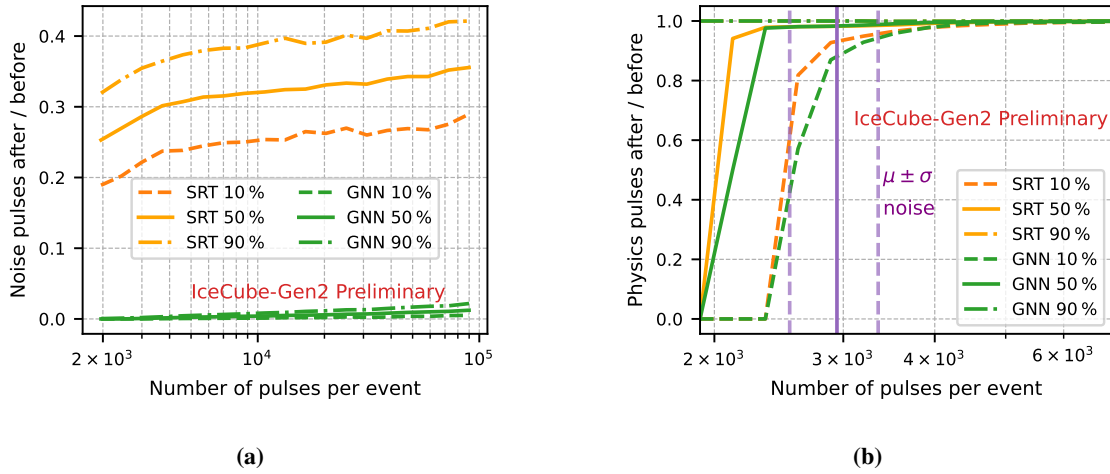 Noise pulses after / before
0.4
0.3
0.2
0.1
0.0
SRT 10 %
SRT 50 %
SRT 90 %
GNN 10 %
GNN 50 %
GNN 90 %
IceCube-Gen2 Preliminary
2 × 10³
10⁴
10⁵
Number of pulses per event
(a)
Physics pulses after / before
1.0
0.8
0.6
0.4
0.2
0.0
IceCube-Gen2 Preliminary
μ ± σ
noise
SRT 10 %
SRT 50 %
SRT 90 %
GNN 10 %
GNN 50 %
GNN 90 %
2 × 10³
3 × 10³
4 × 10³
6 × 10³
Number of pulses per event
(b)